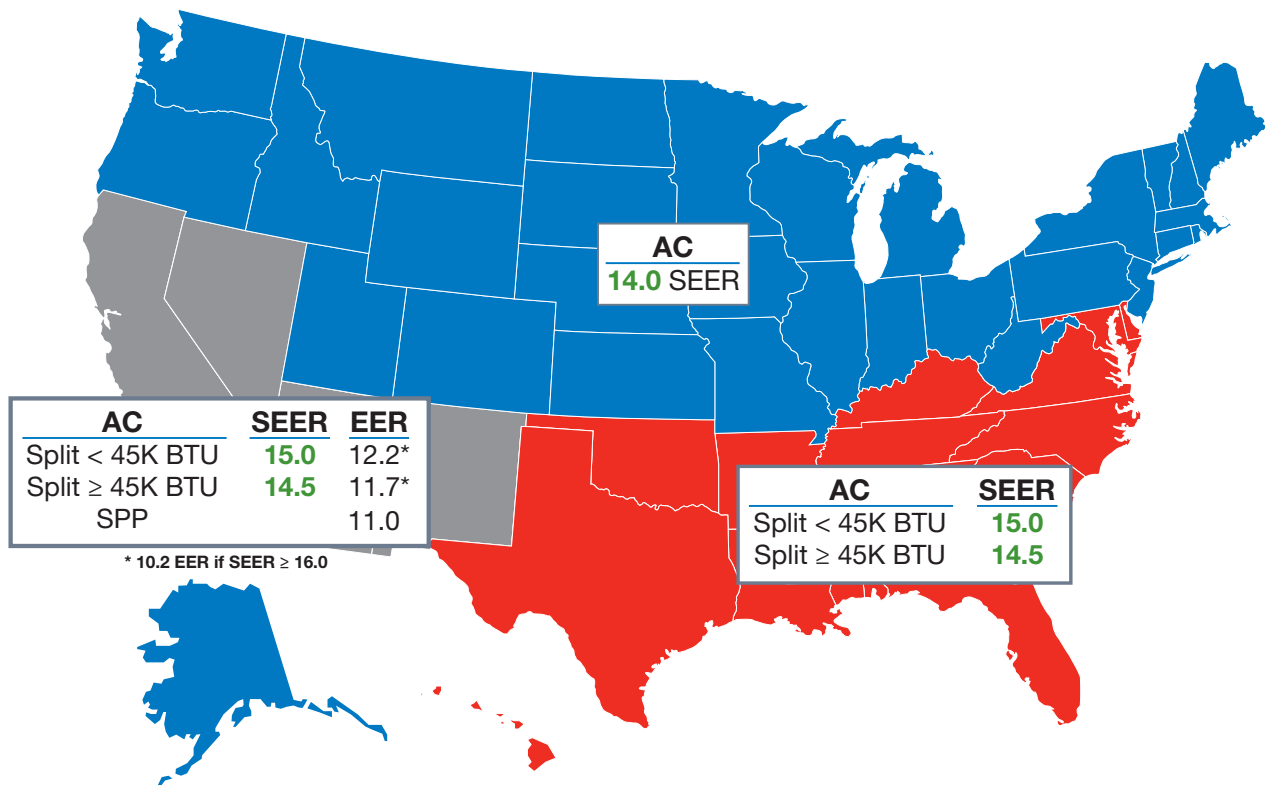 AC
14.0 SEER
AC SEER EER
Split < 45K BTU 15.0 12.2*
Split ≥ 45K BTU 14.5 11.7*
SPP 11.0
* 10.2 EER if SEER ≥ 16.0
AC SEER
Split < 45K BTU 15.0
Split ≥ 45K BTU 14.5